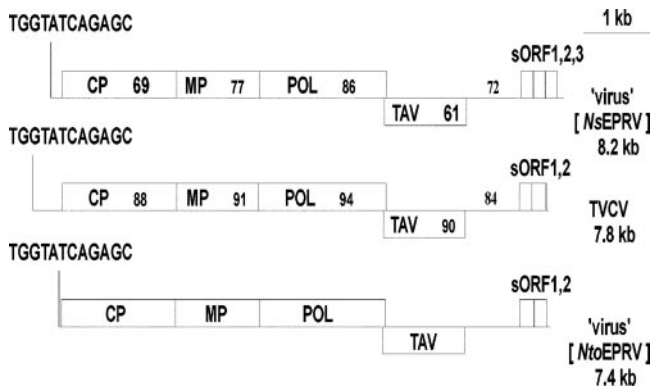 TGGTATCAGAGC
1 kb
sORF1,2,3
CP 69 MP 77 POL 86 72
TAV 61
'virus'
[ NsEPRV ]
8.2 kb
TGGTATCAGAGC
sORF1,2
CP 88 MP 91 POL 94 84
TAV 90
TVCV
7.8 kb
TGGTATCAGAGC
sORF1,2
CP MP POL
TAV
'virus'
[ NtoEPRV ]
7.4 kb